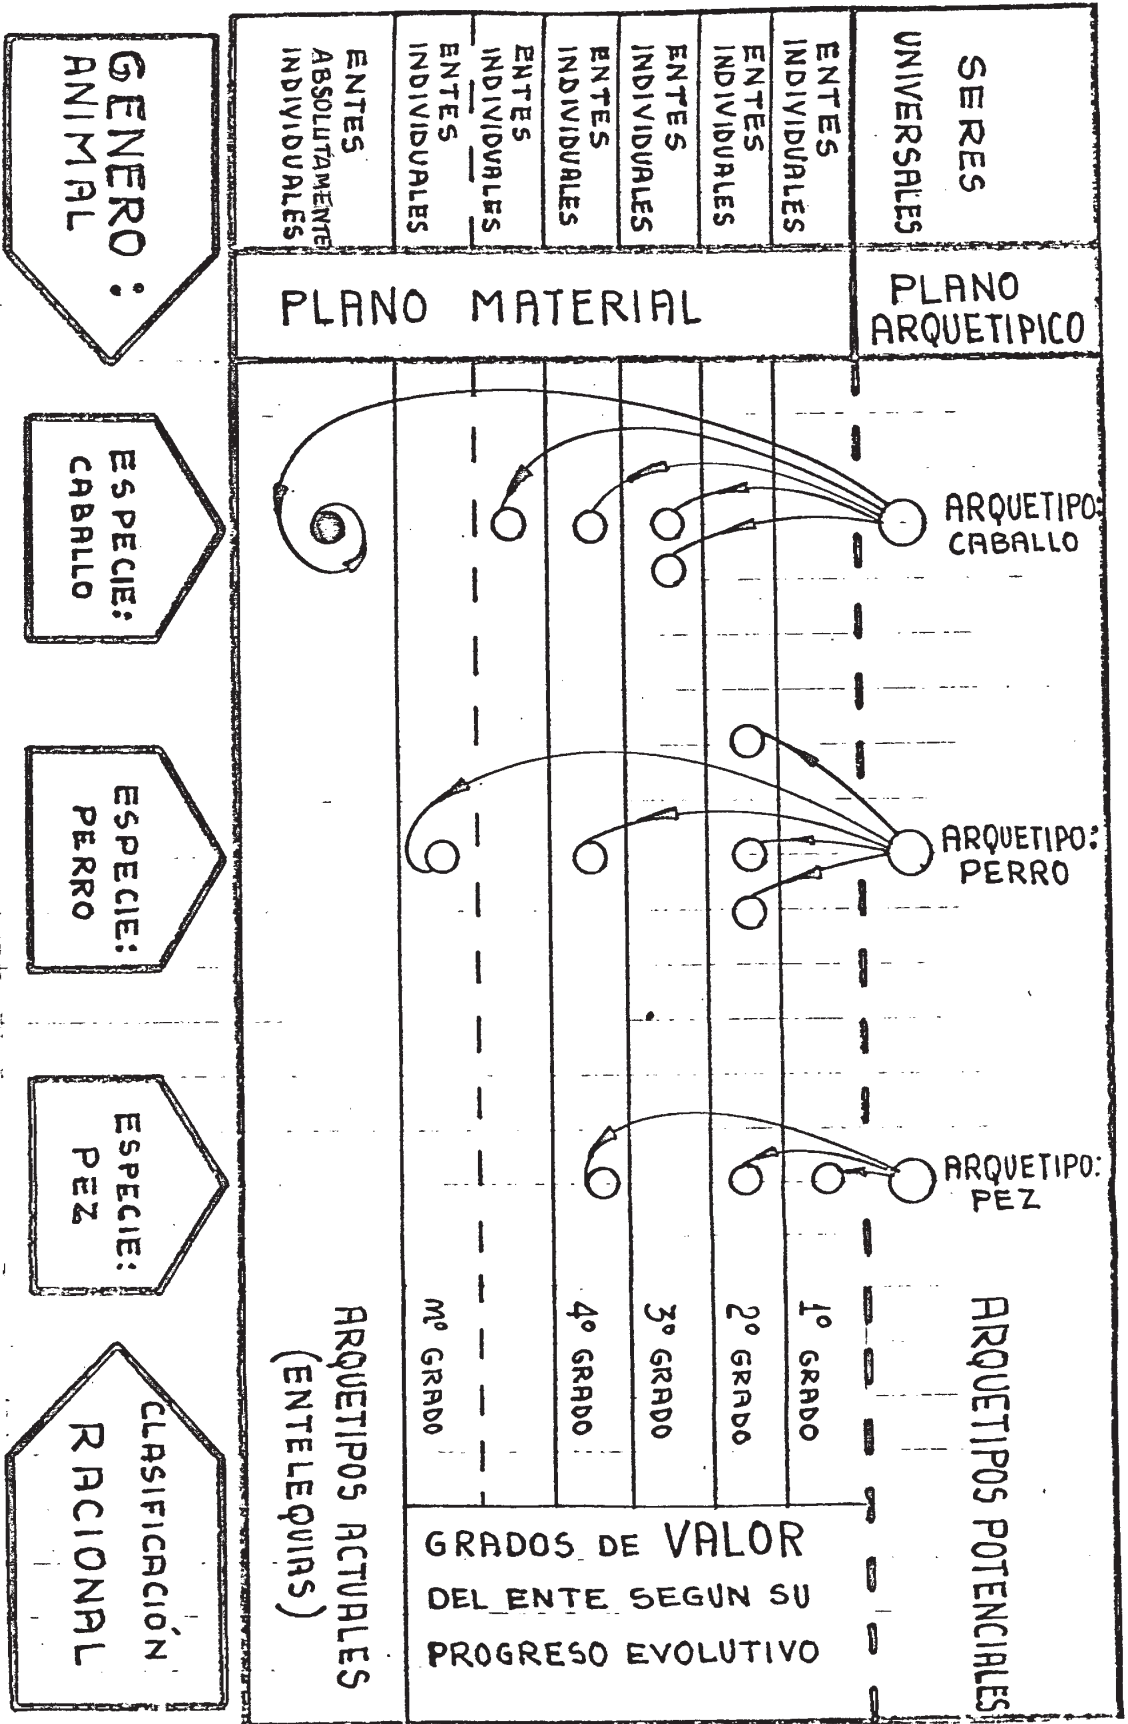 SERES
UNIVERSALES
ENTES
INDIVIDUALES
ENTES
INDIVIDUALES
ENTES
INDIVIDUALES
ENTES
INDIVIDUALES
ENTES
INDIVIDUALES
ENTES
INDIVIDUALES
ENTES
ABSOLUTAMENTE
INDIVIDUALES
GENERO:
ANIMAL
PLANO
ARQUETIPICO
PLANO MATERIAL
ARQUETIPO:
CABALLO
ESPECIE:
CABALLO
ARQUETIPO:
PERRO
ESPECIE:
PERRO
ARQUETIPO:
PEZ
ESPECIE:
PEZ
ARQUETIPOS POTENCIALES
1º GRADO
2º GRADO
3º GRADO
4º GRADO
mº GRADO
ARQUETIPOS ACTUALES
(ENTELEQUIAS)
GRADOS DE VALOR
DEL ENTE SEGUN SU
PROGRESO EVOLUTIVO
CLASIFICACIÓN
RACIONAL